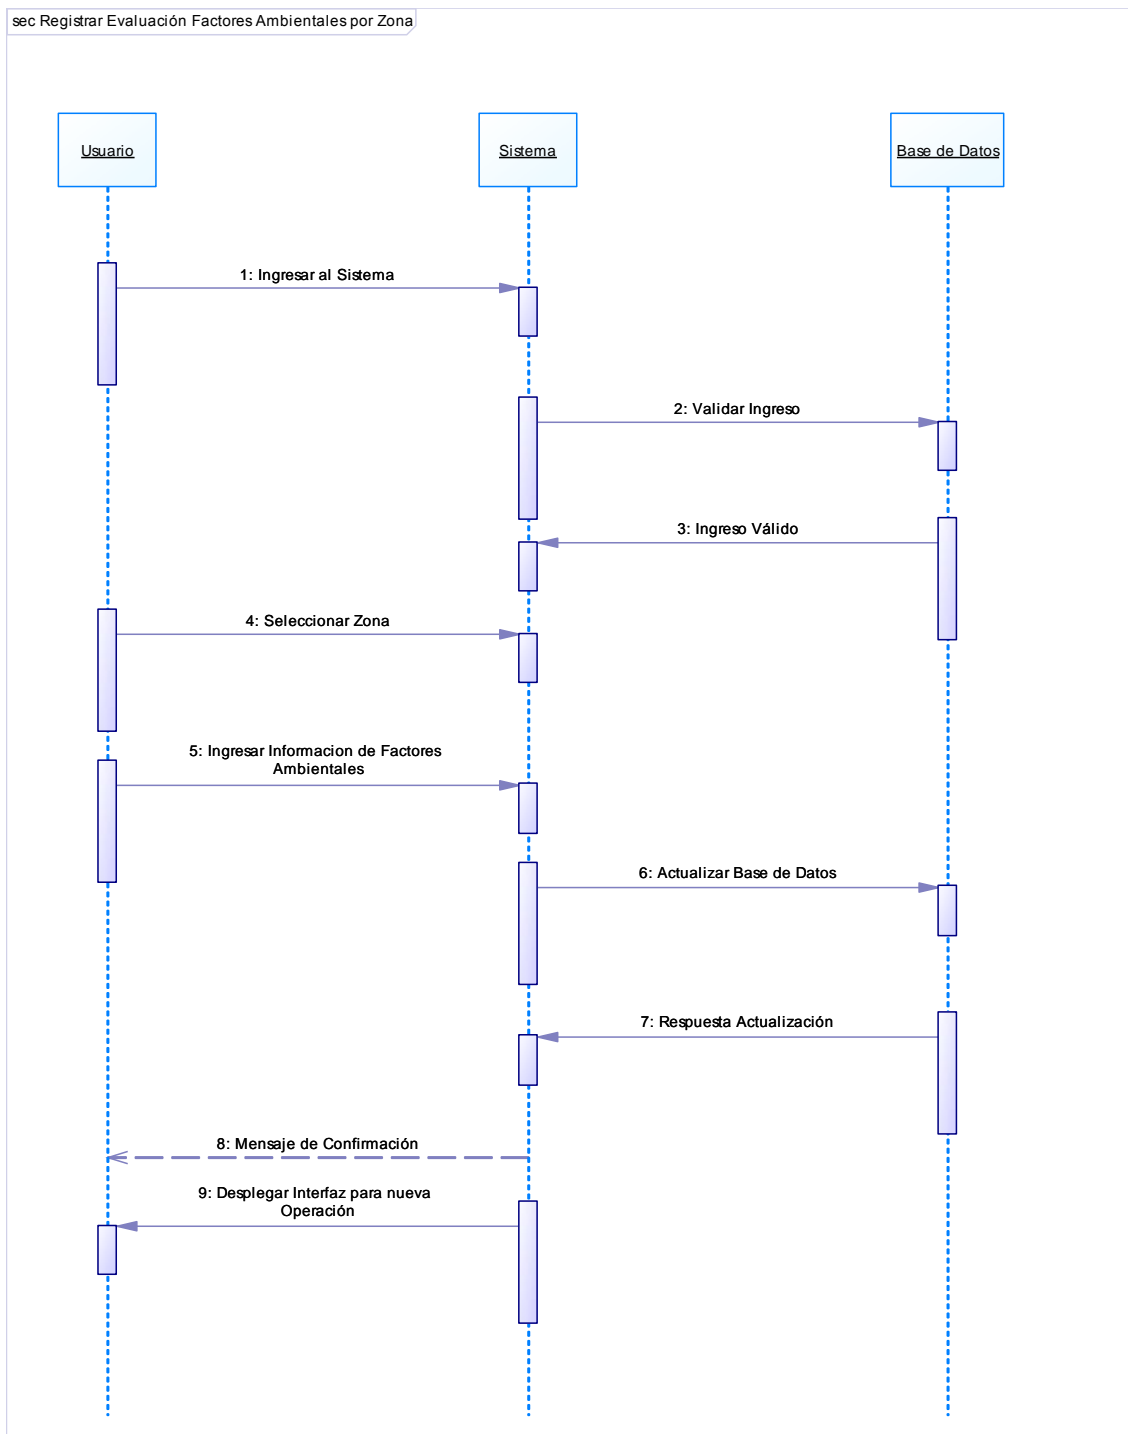 sec Registrar Evaluación Factores Ambientales por Zona
Usuario
Sistema
Base de Datos
1: Ingresar al Sistema
2: Validar Ingreso
3: Ingreso Válido
4: Seleccionar Zona
5: Ingresar Informacion de Factores
Ambientales
6: Actualizar Base de Datos
7: Respuesta Actualización
8: Mensaje de Confirmación
9: Desplegar Interfaz para nueva
Operación